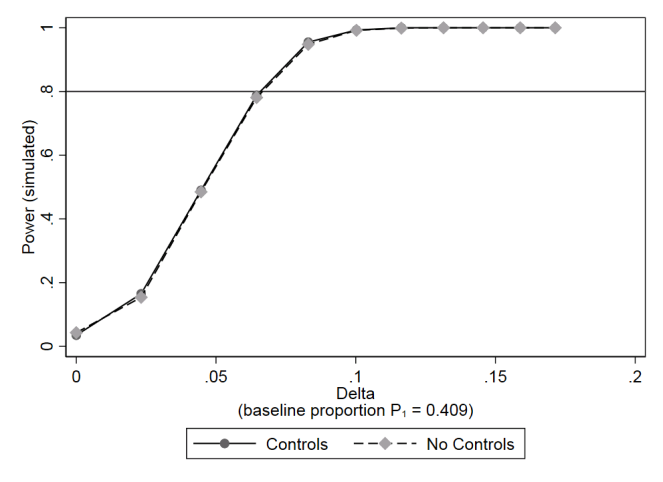 Power (simulated)
1
.8
.6
.4
.2
0
0 .05 .1 .15 .2
Delta
(baseline proportion P₁ = 0.409)
Controls No Controls